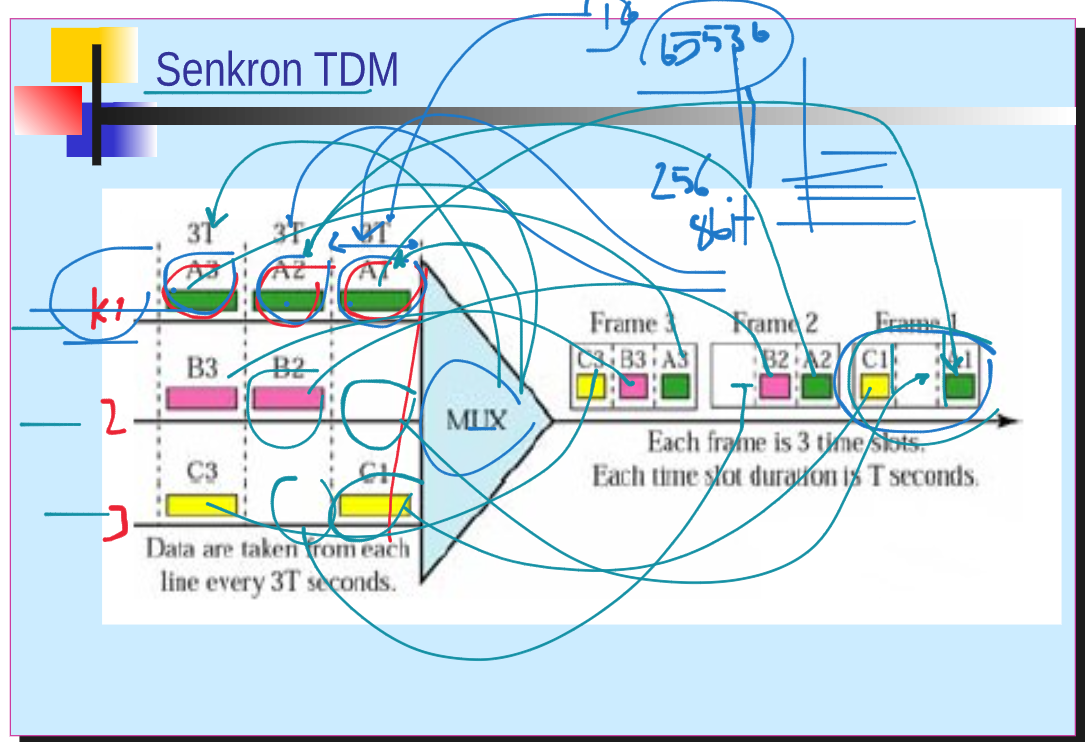 16
65536
Senkron TDM
256
8bit
3T 3T 3T
A3 A2 A1
k1
Frame 3 Frame 2 Frame 1
C3 B3 A3 B2 A2 C1 A1
B3 B2
2
MUX
Each frame is 3 time slots.
Each time slot duration is T seconds.
C3 C1
3
Data are taken from each
line every 3T seconds.